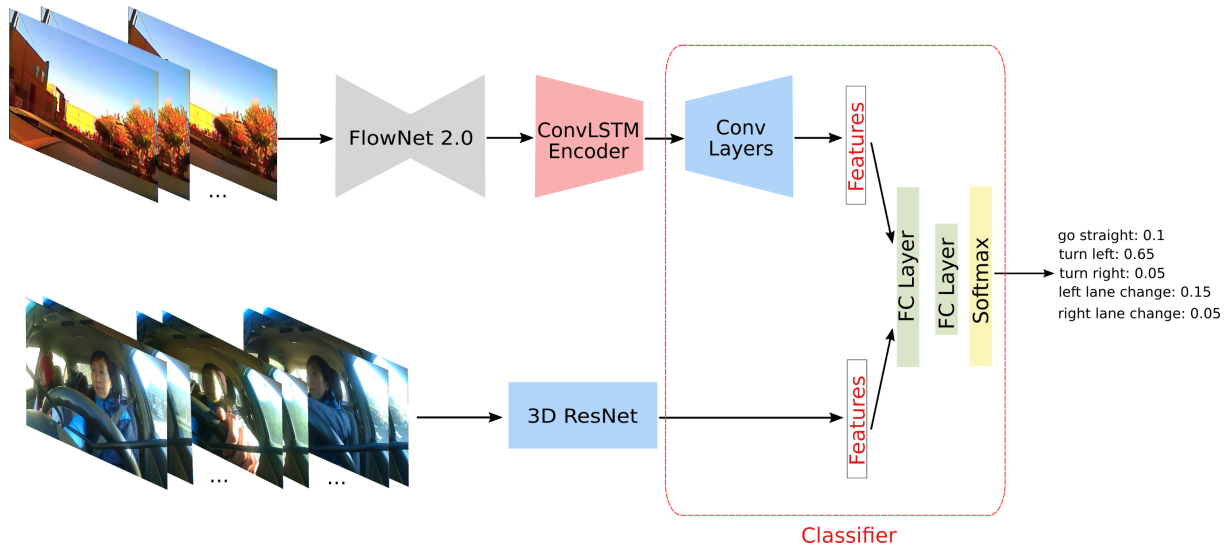 ...
FlowNet 2.0
ConvLSTM
Encoder
Conv
Layers
Features
FC Layer
FC Layer
Softmax
go straight: 0.1
turn left: 0.65
turn right: 0.05
left lane change: 0.15
right lane change: 0.05
...
...
3D ResNet
Features
Classifier